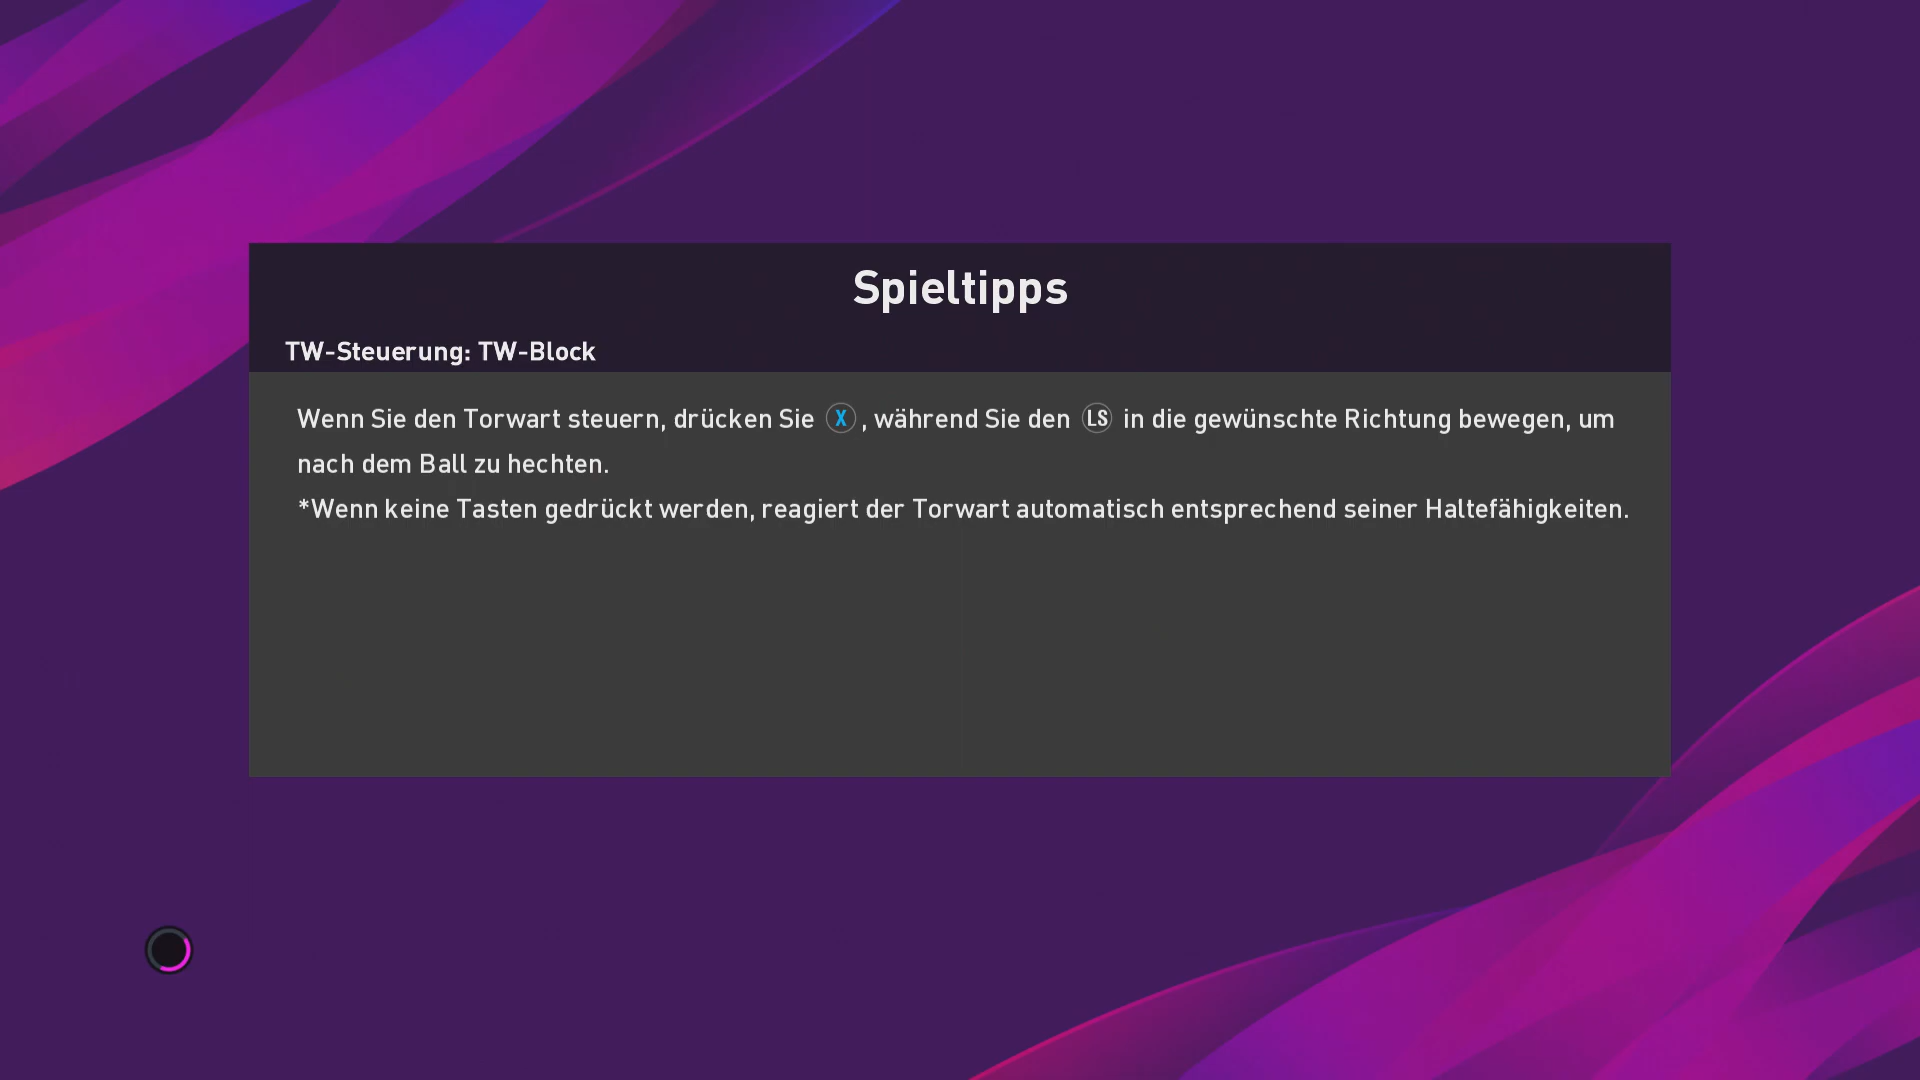 Spieltipps
TW-Steuerung: TW-Block
Wenn Sie den Torwart steuern, drücken Sie X, während Sie den LS in die gewünschte Richtung bewegen, um
nach dem Ball zu hechten.
*Wenn keine Tasten gedrückt werden, reagiert der Torwart automatisch entsprechend seiner Haltefähigkeiten.